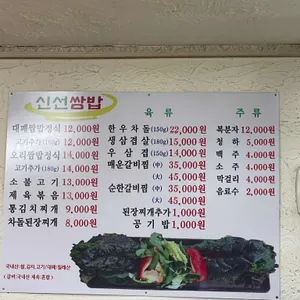 신선쌈밥
대패쌈밥정식 12,000원
고기추가(180g) 12,000원
오리쌈밥정식 14,000원
고기추가(180g) 14,000원
소불고기 13,000원
제육볶음 13,000원
통김치찌개 9,000원
차돌된장찌개 8,000원
육류
한우차돌(150g) 22,000원
생삼겹살(180g) 15,000원
우삼겹(150g) 14,000원
매운갈비찜(中) 35,000원
(大) 45,000원
순한갈비찜(中) 35,000원
(大) 45,000원
된장찌개추가 1,000원
공기밥 1,000원
주류
복분자 12,000원
청하 5,000원
맥주 4,000원
소주 4,000원
막걸리 4,000원
음료수 2,000원